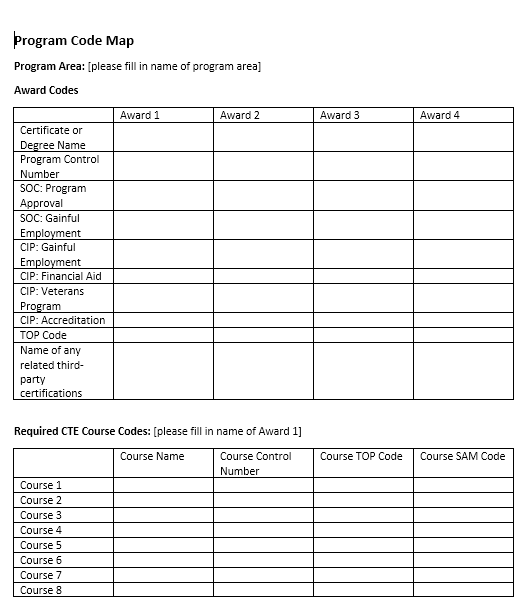 Program Code Map
Program Area: [please fill in name of program area]
Award Codes
Award 1 Award 2 Award 3 Award 4
Certificate or
Degree Name
Program Control
Number
SOC: Program
Approval
SOC: Gainful
Employment
CIP: Gainful
Employment
CIP: Financial Aid
CIP: Veterans
Program
CIP: Accreditation
TOP Code
Name of any
related third-
party
certifications
Required CTE Course Codes: [please fill in name of Award 1]
Course Name Course Control Course TOP Code Course SAM Code
Number
Course 1
Course 2
Course 3
Course 4
Course 5
Course 6
Course 7
Course 8